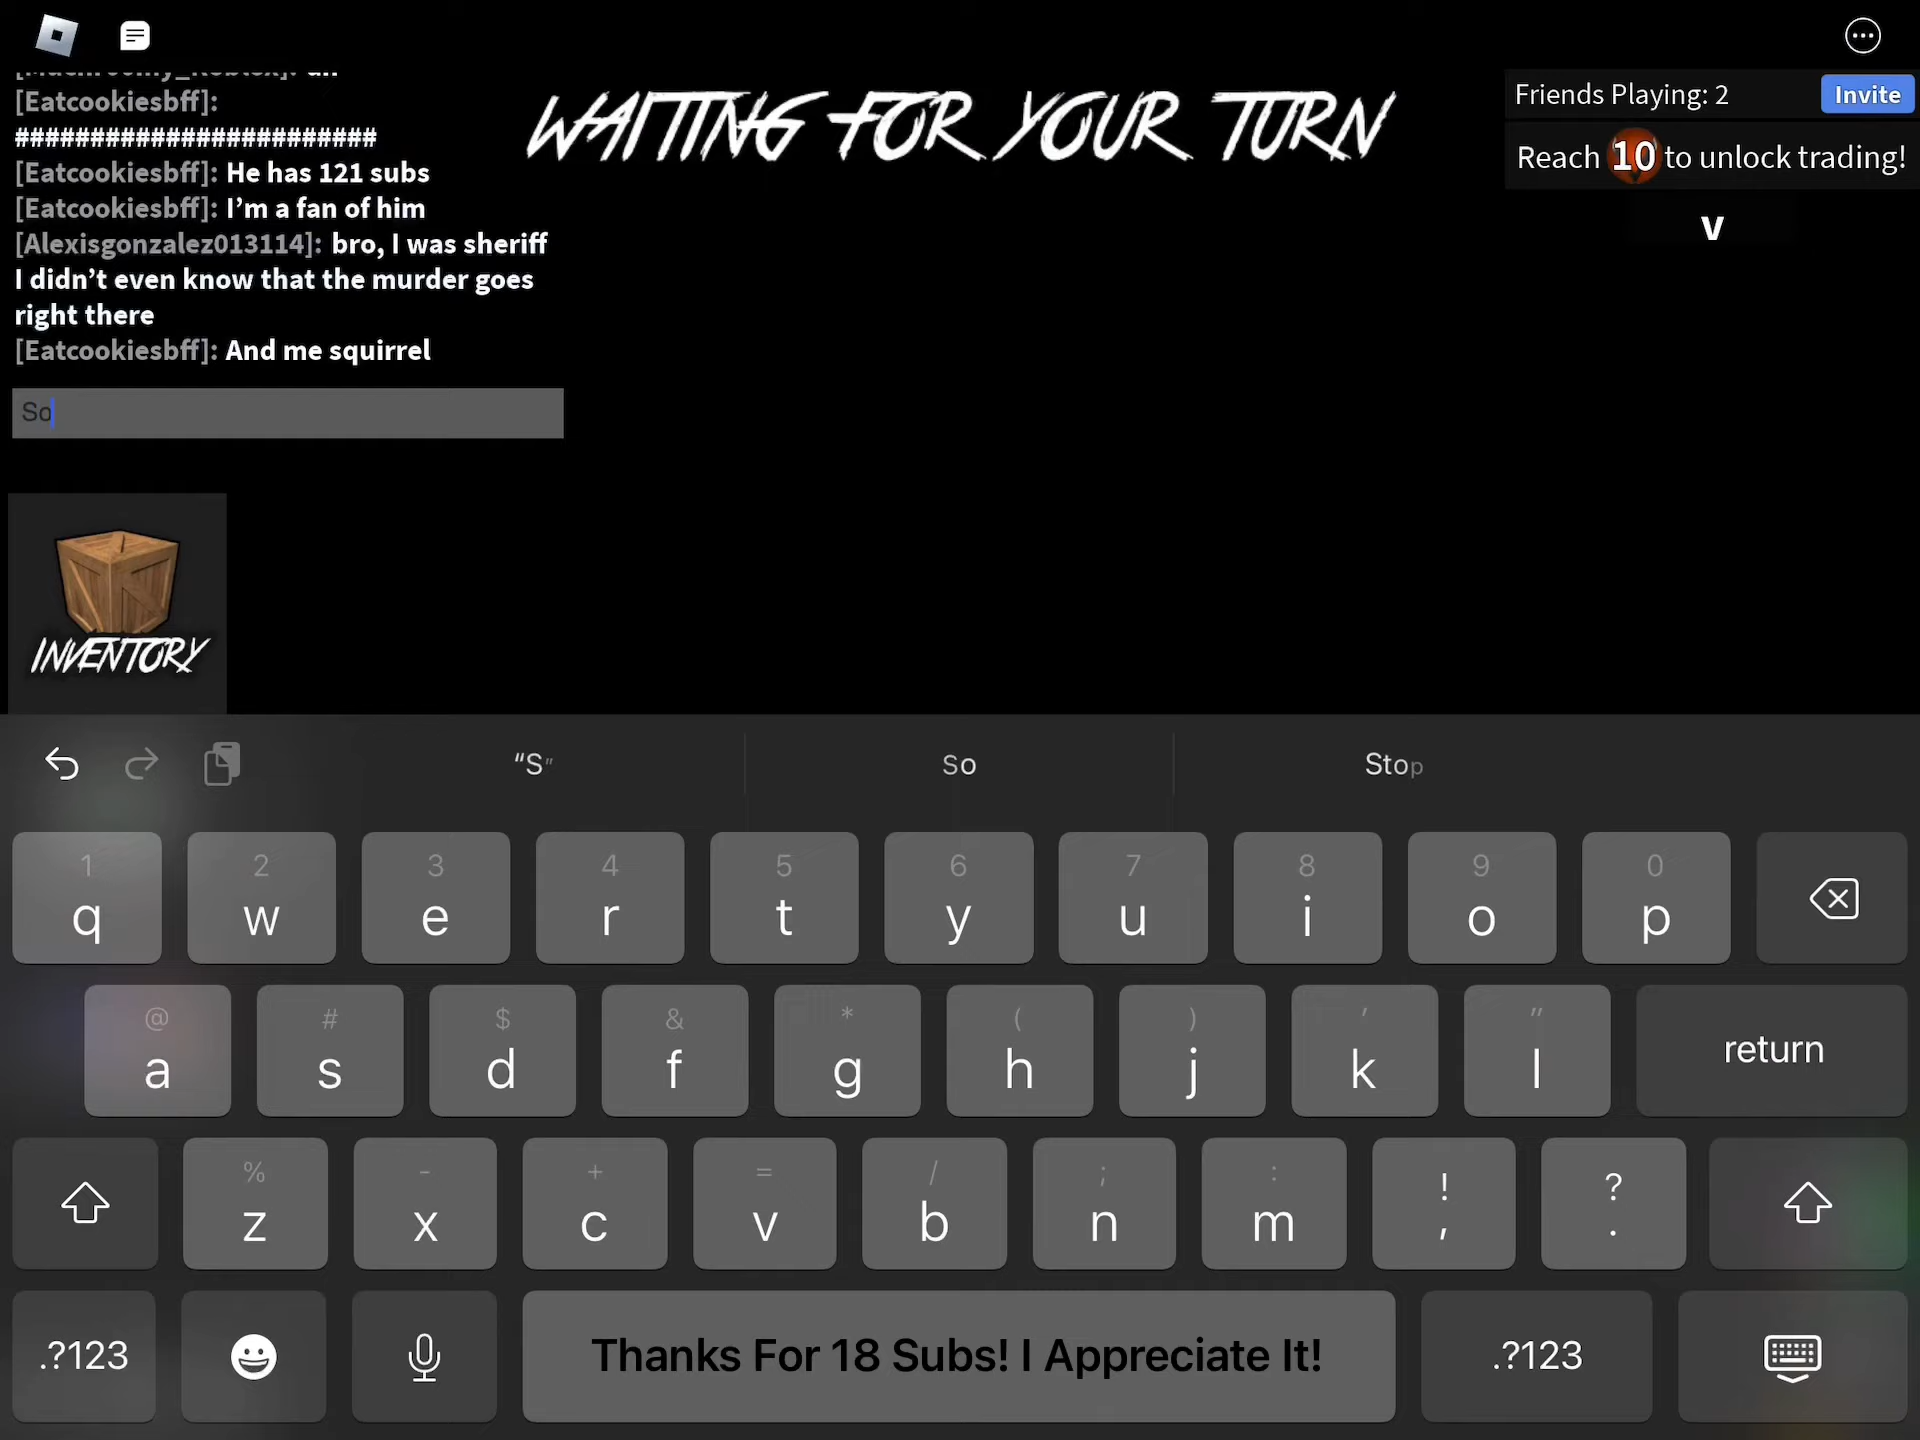 [Eatcookiesbff]:
########################
[Eatcookiesbff]: He has 121 subs
[Eatcookiesbff]: I’m a fan of him
[Alexisgonzalez013114]: bro, I was sheriff
I didn’t even know that the murder goes
right there
[Eatcookiesbff]: And me squirrel
So
WAITING FOR YOUR TURN
Friends Playing: 2 Invite
Reach 10 to unlock trading!
V
INVENTORY
“S” So Stop
1 2 3 4 5 6 7 8 9 0
q w e r t y u i o p
@ # $ & * ( ) ' "
a s d f g h j k l return
% - + = / ; : ! ?
z x c v b n m , .
.?123 Thanks For 18 Subs! I Appreciate It! .?123